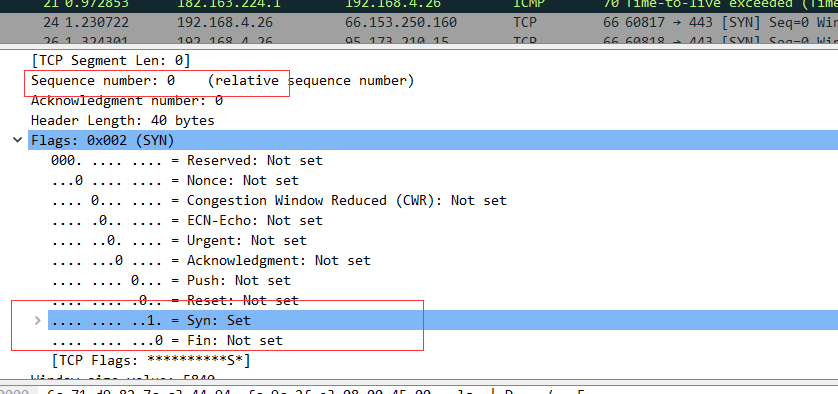 21 0.972853 182.163.224.1 192.168.4.26 ICMP 70 Time-to-live exceeded (Time
24 1.230722 192.168.4.26 66.153.250.160 TCP 66 60817 → 443 [SYN] Seq=0 Win
26 1.324301 192.168.4.26 95.173.210.15 TCP 66 60817 → 443 [SYN] Seq=0 Win
[TCP Segment Len: 0]
Sequence number: 0 (relative sequence number)
Acknowledgment number: 0
Header Length: 40 bytes
Flags: 0x002 (SYN)
000. .... .... = Reserved: Not set
...0 .... .... = Nonce: Not set
.... 0... .... = Congestion Window Reduced (CWR): Not set
.... .0.. .... = ECN-Echo: Not set
.... ..0. .... = Urgent: Not set
.... ...0 .... = Acknowledgment: Not set
.... .... 0... = Push: Not set
.... .... .0.. = Reset: Not set
.... .... ..1. = Syn: Set
.... .... ...0 = Fin: Not set
[TCP Flags: **********S*]
Window size value: 5840